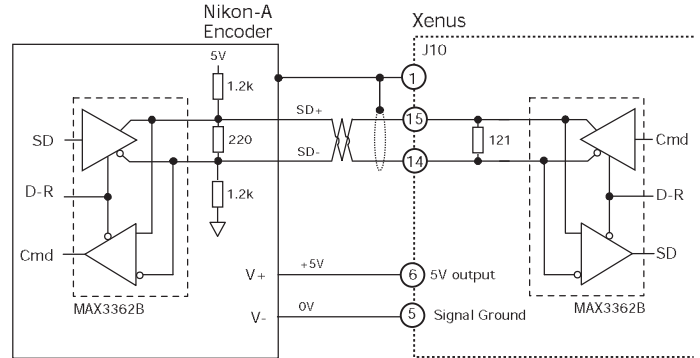 Nikon-A
Encoder
Xenus
J10
5V
1.2k
1
SD+
15
SD
220
121
Cmd
SD-
14
D-R
1.2k
D-R
Cmd
SD
V+
+5V
6
5V output
MAX3362B
MAX3362B
V-
0V
5
Signal Ground